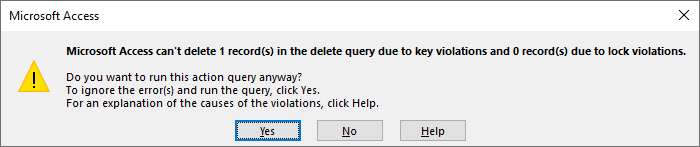 Microsoft Access
Microsoft Access can't delete 1 record(s) in the delete query due to key violations and 0 record(s) due to lock violations.
Do you want to run this action query anyway?
To ignore the error(s) and run the query, click Yes.
For an explanation of the causes of the violations, click Help.
Yes No Help